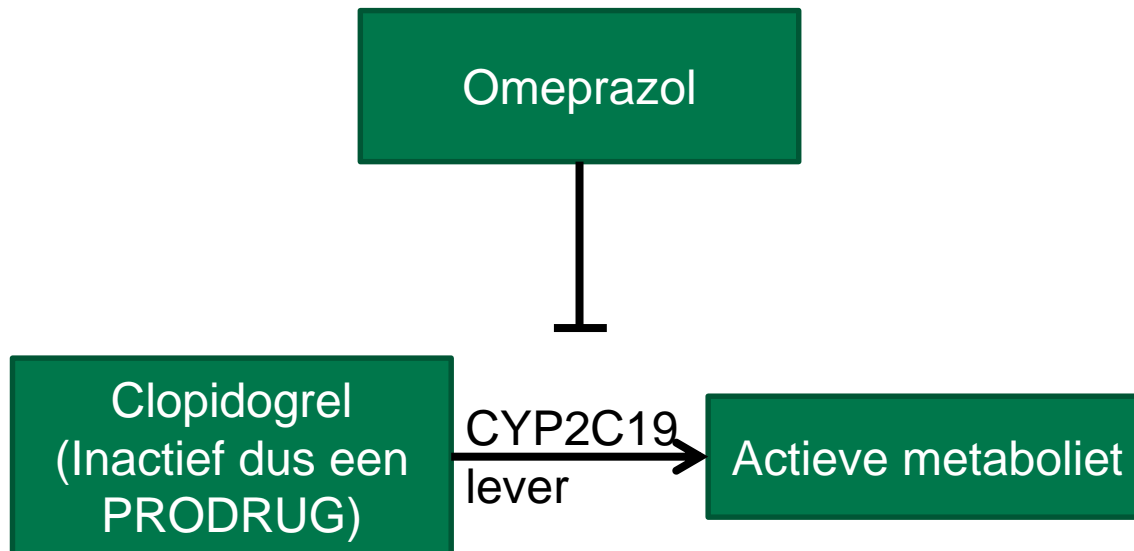 Omeprazol
Clopidogrel
(Inactief dus een
PRODRUG)
CYP2C19
lever
Actieve metaboliet